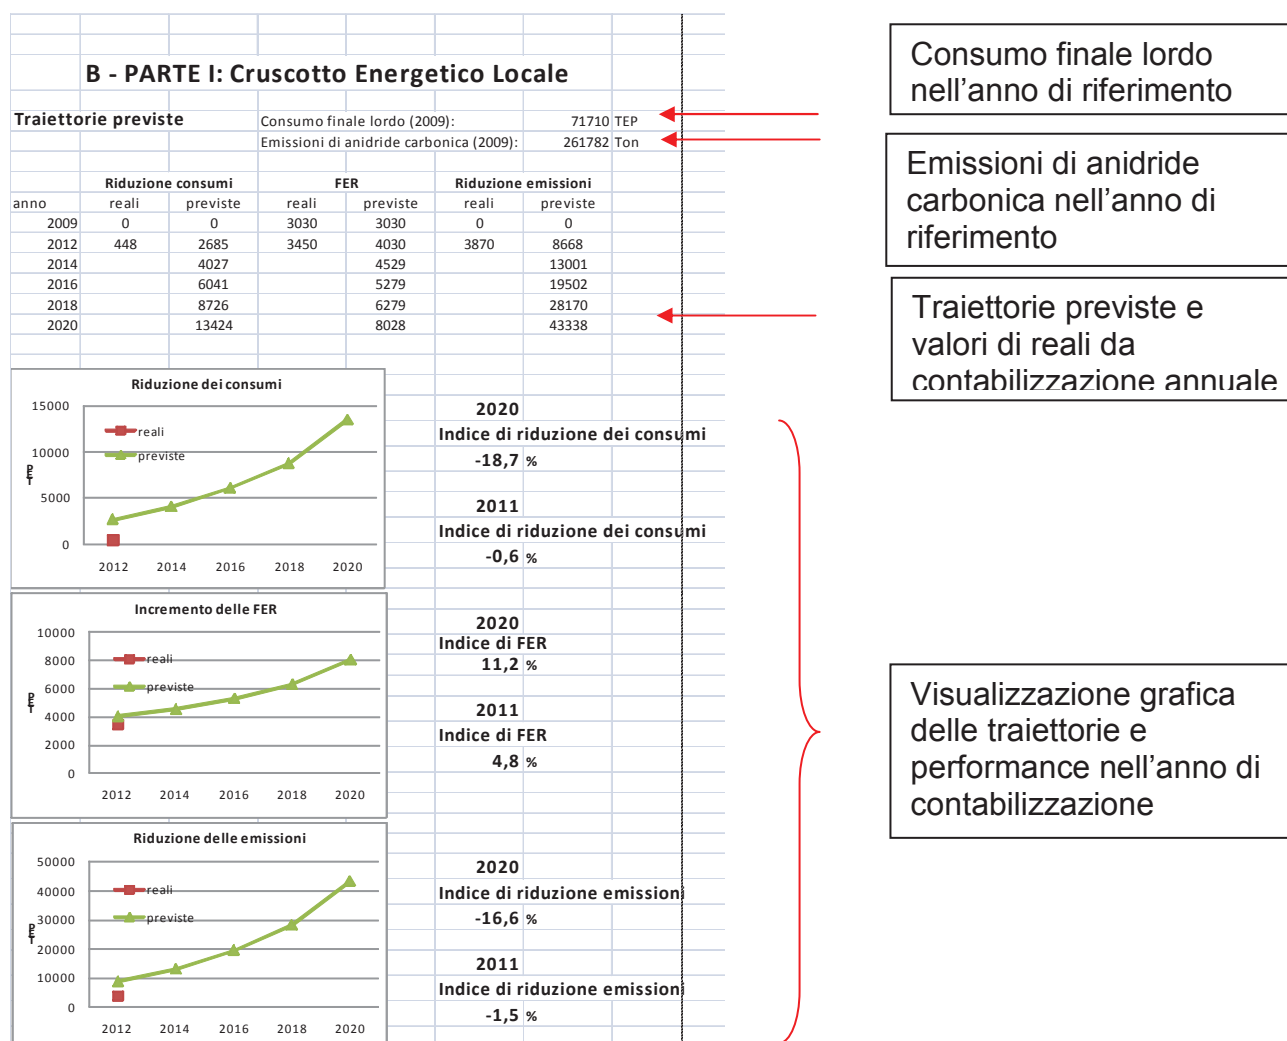 B - PARTE I: Cruscotto Energetico Locale
Traiettorie previste
Consumo finale lordo (2009): 71710 TEP
Emissioni di anidride carbonica (2009): 261782 Ton
Riduzione consumi FER Riduzione emissioni
anno reali previste reali previste reali previste
2009 0 0 3030 3030 0 0
2012 448 2685 3450 4030 3870 8668
2014 4027 4529 13001
2016 6041 5279 19502
2018 8726 6279 28170
2020 13424 8028 43338
Riduzione dei consumi
15000
10000
5000
0
TEP
reali
previste
2012 2014 2016 2018 2020
2020
Indice di riduzione dei consumi
-18,7 %
2011
Indice di riduzione dei consumi
-0,6 %
Incremento delle FER
10000
8000
6000
4000
2000
0
TEP
reali
previste
2012 2014 2016 2018 2020
2020
Indice di FER
11,2 %
2011
Indice di FER
4,8 %
Riduzione delle emissioni
50000
40000
30000
20000
10000
0
TEP
reali
previste
2012 2014 2016 2018 2020
2020
Indice di riduzione emissioni
-16,6 %
2011
Indice di riduzione emissioni
-1,5 %
Consumo finale lordo
nell’anno di riferimento
Emissioni di anidride
carbonica nell’anno di
riferimento
Traiettorie previste e
valori di reali da
contabilizzazione annuale
Visualizzazione grafica
delle traiettorie e
performance nell’anno di
contabilizzazione